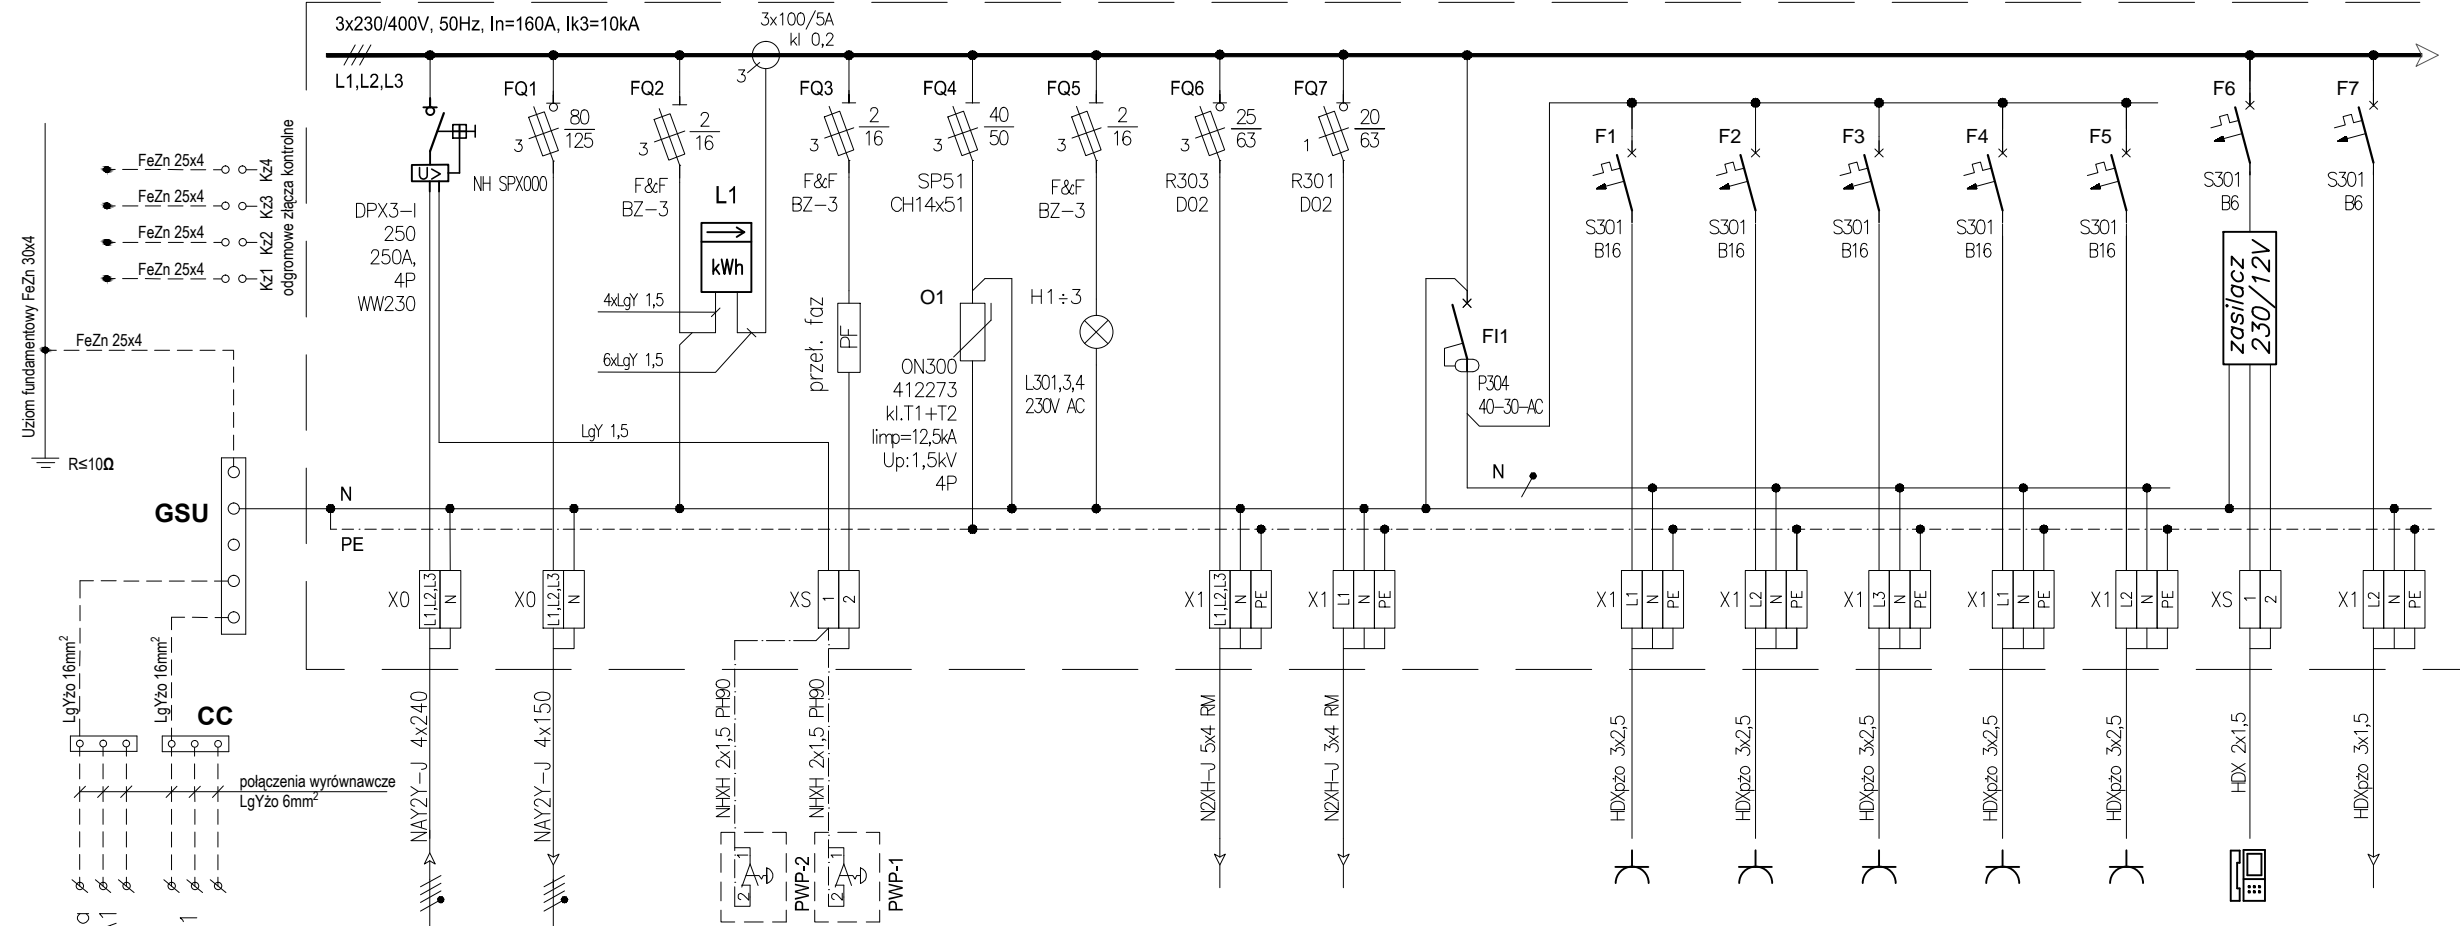 3x230/400V, 50Hz, In=160A, Ik3=10kA
L1,L2,L3
3x100/5A
kl 0,2
3
FQ1
80
125
3
NH SPX000
FQ2
2
16
3
F&F
BZ-3
FQ3
2
16
3
F&F
BZ-3
FQ4
40
50
3
SP51
CH14x51
FQ5
2
16
3
F&F
BZ-3
FQ6
25
63
3
R303
D02
FQ7
20
63
1
R301
D02
F1
S301
B16
F2
S301
B16
F3
S301
B16
F4
S301
B16
F5
S301
B16
F6
S301
B6
F7
S301
B6
U>
DPX3-I
250
250A,
4P
WW230
L1
kWh
4xLgY 1,5
6xLgY 1,5
przeł. faz
PF
O1
ON300
412273
kl.T1+T2
Iimp=12,5kA
Up:1,5kV
4P
H1÷3
L301,3,4
230V AC
FI1
P304
40-30-AC
zasilacz
230/12V
LgY 1,5
N
N
PE
Uziom fundamentowy FeZn 30x4
FeZn 25x4
Kz4
FeZn 25x4
Kz3
FeZn 25x4
Kz2
FeZn 25x4
Kz1
odgromowe złącza kontrolne
FeZn 25x4
R≤10Ω
GSU
LgYżo 16mm²
LgYżo 16mm²
CC
połączenia wyrównawcze
LgYżo 6mm²
X0
L1,L2,L3
N
X0
L1,L2,L3
N
XS
1
2
X1
L1,L2,L3
N
PE
X1
L1
N
PE
X1
L1
N
PE
X1
L2
N
PE
X1
L3
N
PE
X1
L1
N
PE
X1
L2
N
PE
XS
1
2
X1
L2
N
PE
NAY2Y-J 4x240
NAY2Y-J 4x150
NHXH 2x1,5 PH90
NHXH 2x1,5 PH90
N2XH-J 5x4 RM
N2XH-J 3x4 RM
HDXpżo 3x2,5
HDXpżo 3x2,5
HDXpżo 3x2,5
HDXpżo 3x2,5
HDXpżo 3x2,5
HDX 2x1,5
HDXpżo 3x1,5
1
2
PWP-2
1
2
PWP-1